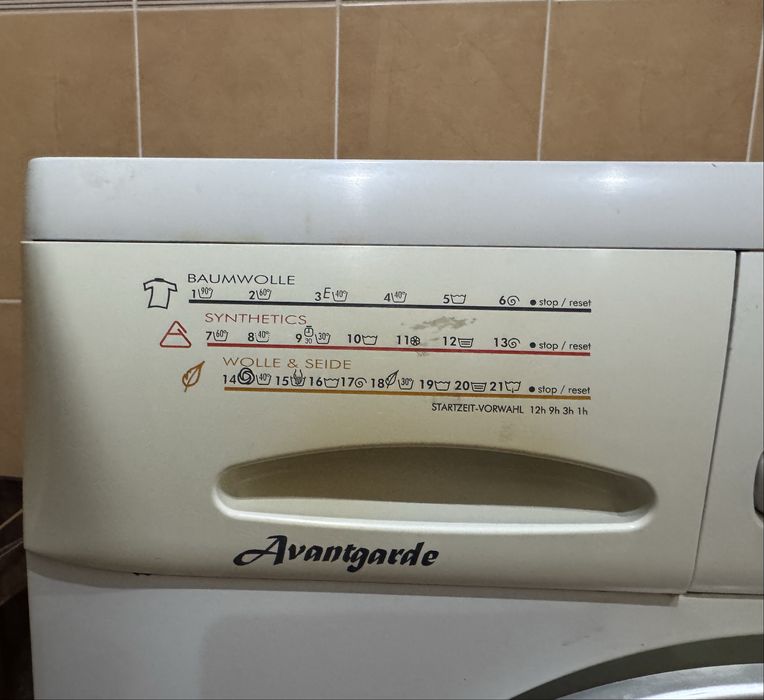 BAUMWOLLE
1 90° 2 60° 3 E 40° 4 40° 5 6 stop / reset
SYNTHETICS
7 60° 8 40° 9 30 30° 10 11 12 13 stop / reset
WOLLE & SEIDE
14 40° 15 16 17 18 30° 19 20 21 stop / reset
STARTZEIT-VORWAHL 12h 9h 3h 1h
Avantgarde